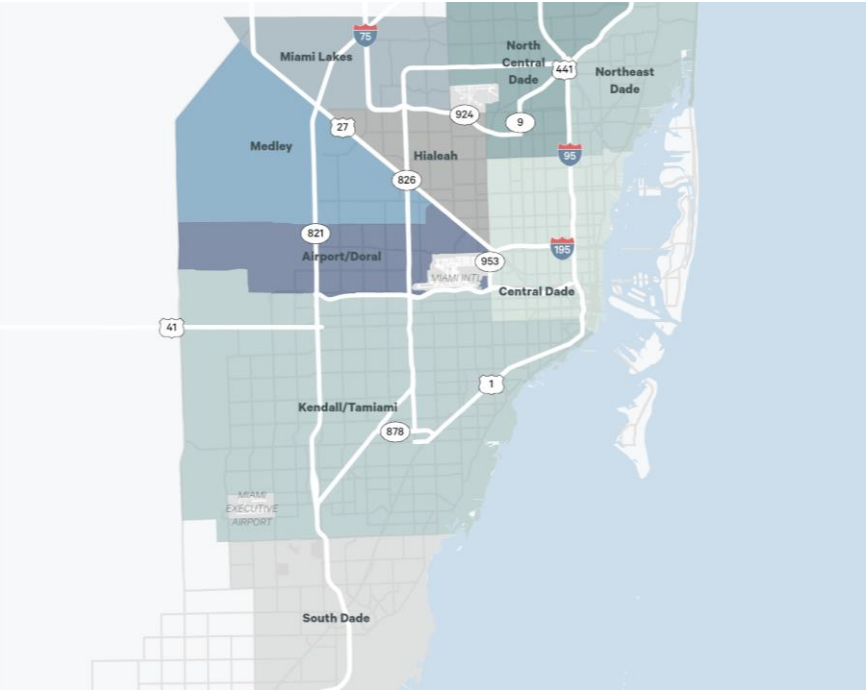 75
Miami Lakes
North
Central
Dade
441
Northeast
Dade
924
9
27
Medley
Hialeah
95
826
821
Airport/Doral
195
953
MIAMI INTL
Central Dade
41
1
Kendall/Tamiami
878
MIAMI
EXECUTIVE
AIRPORT
South Dade